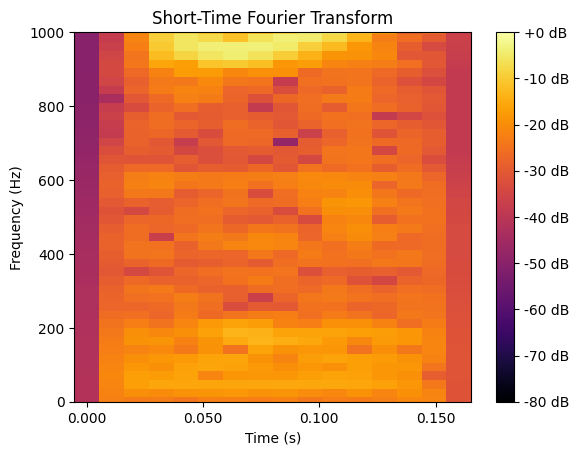 Short-Time Fourier Transform
1000
800
600
400
200
0
Frequency (Hz)
0.000
0.050
0.100
0.150
Time (s)
+0 dB
-10 dB
-20 dB
-30 dB
-40 dB
-50 dB
-60 dB
-70 dB
-80 dB